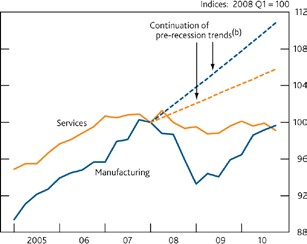 Indices: 2008 Q1 = 100
112
Continuation of
pre-recession trends(b)
108
104
Services
100
96
Manufacturing
92
88
2005 06 07 08 09 10